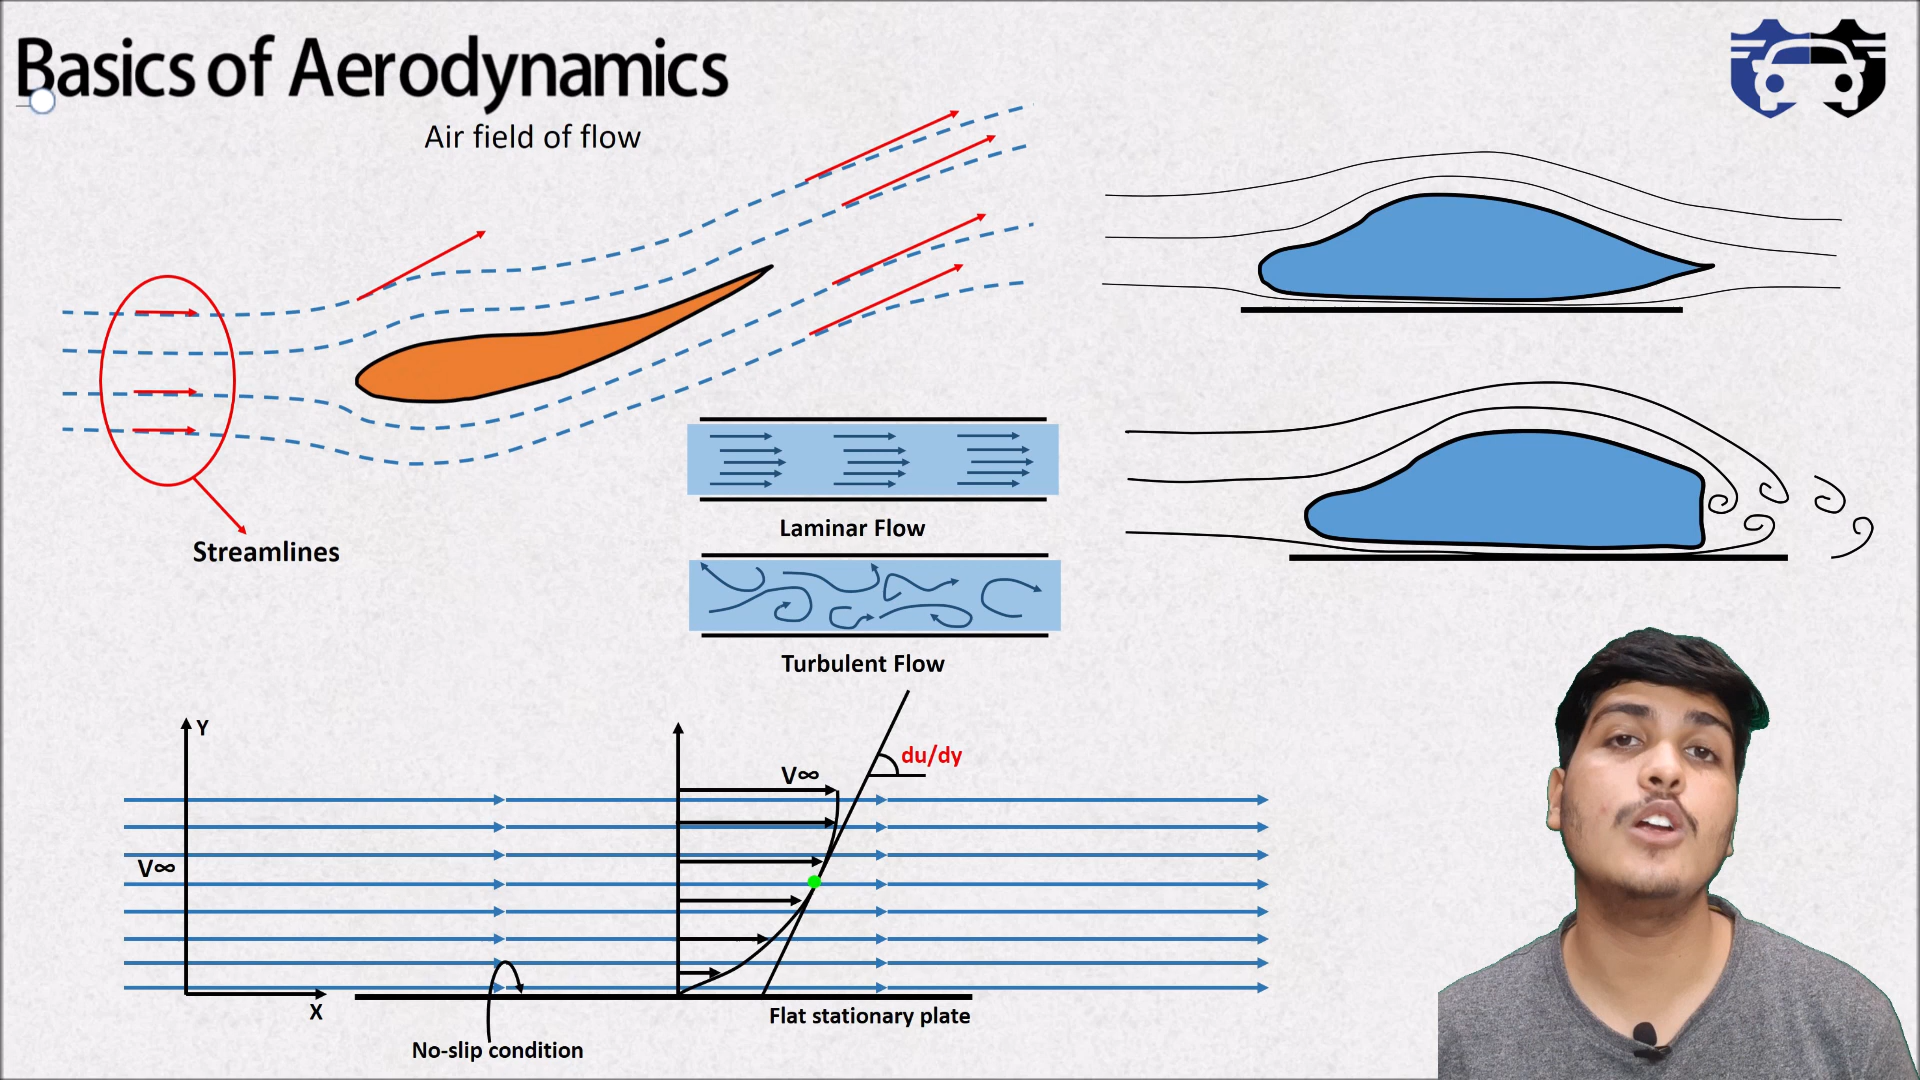 Basics of Aerodynamics
Air field of flow
Streamlines
Laminar Flow
Turbulent Flow
Y
V∞
du/dy
V∞
X
Flat stationary plate
No-slip condition